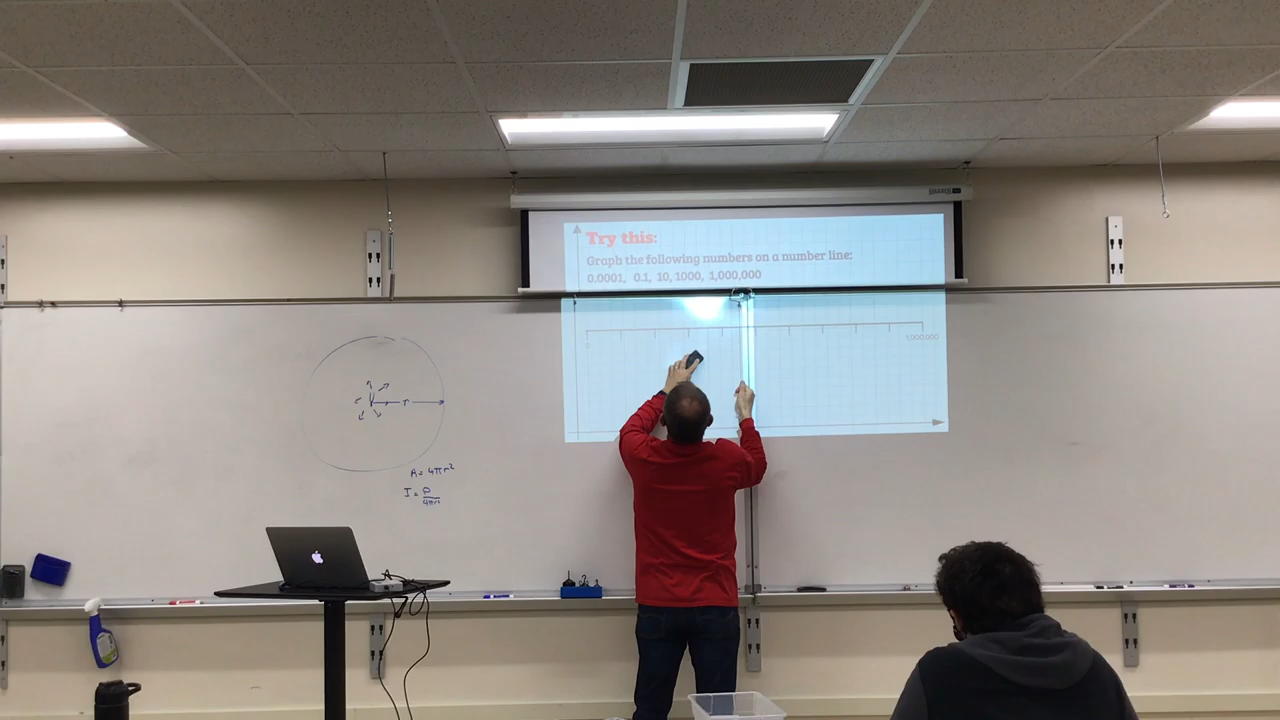 Try this:
Graph the following numbers on a number line:
0.0001, 0.1, 10, 1000, 1,000,000
0
1,000,000
r
A = 4πr²
I = P/4πr²